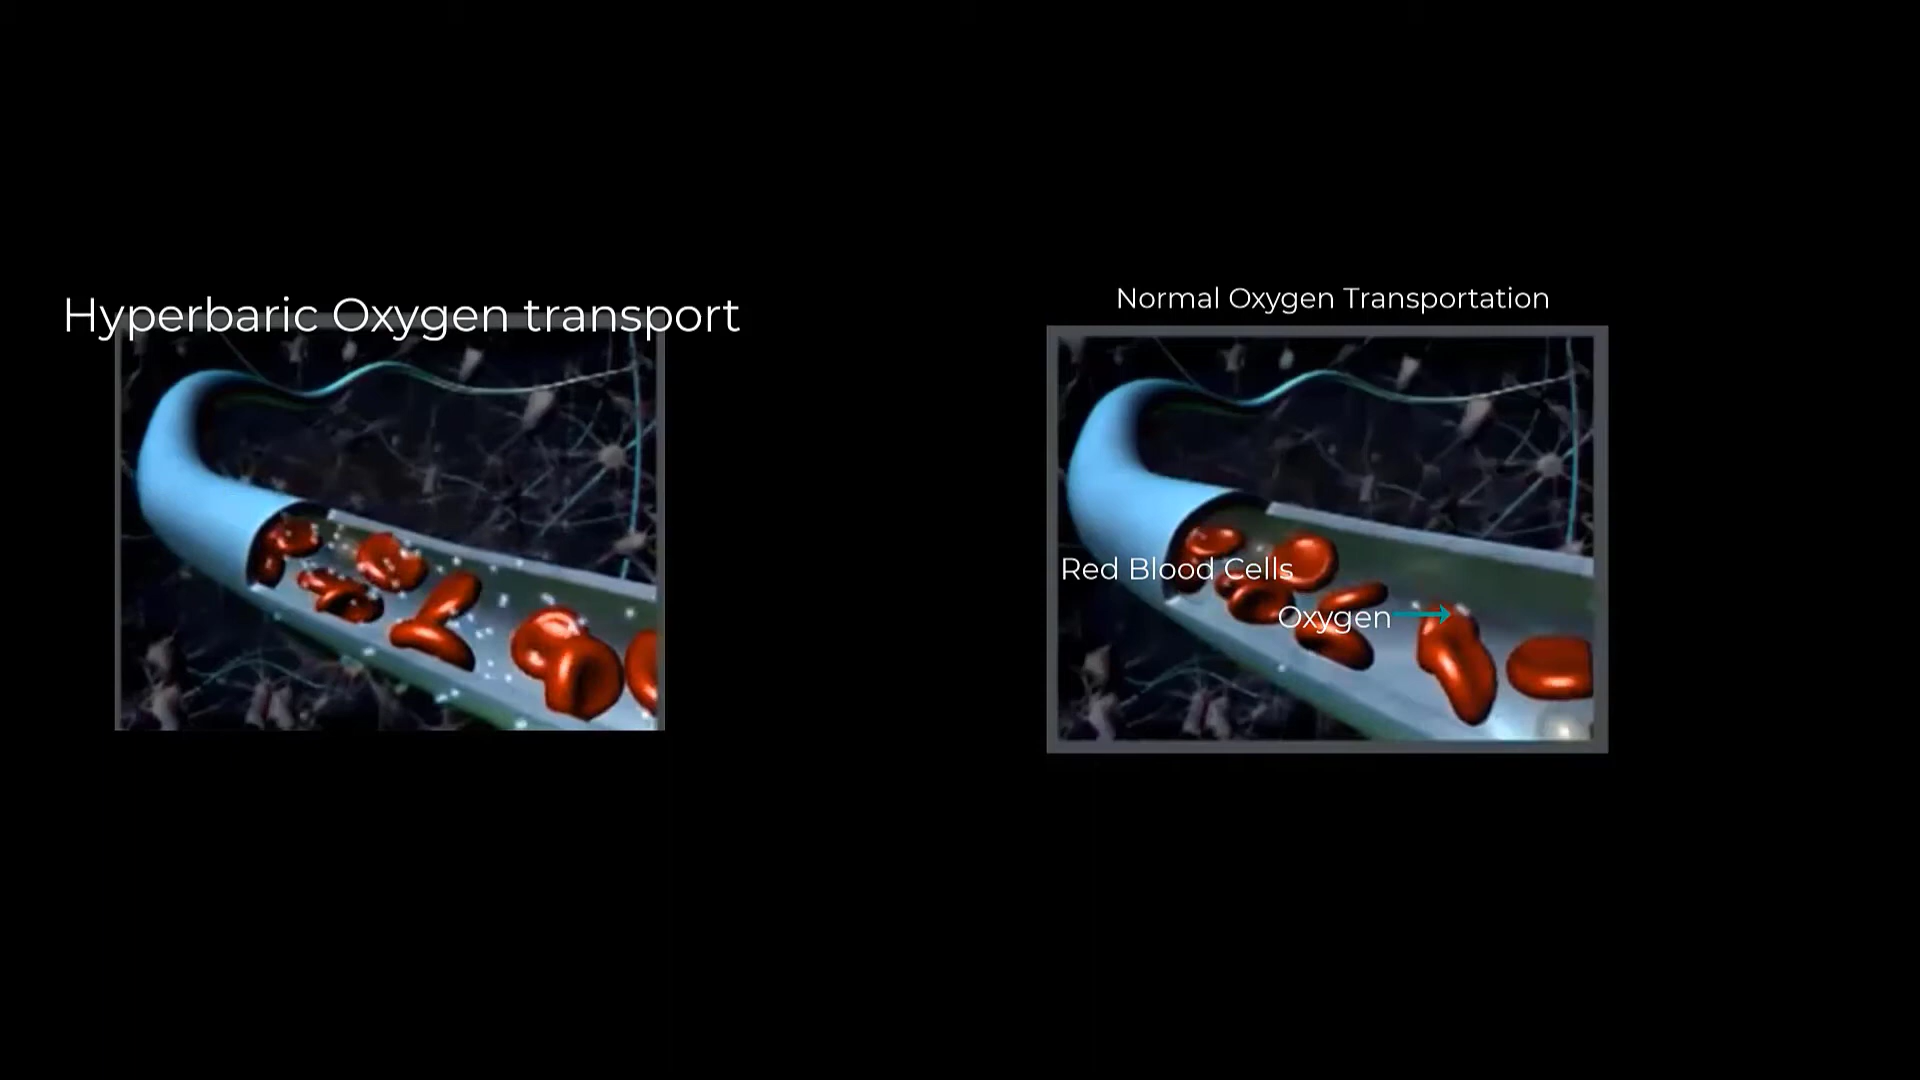 Hyperbaric Oxygen transport
Normal Oxygen Transportation
Red Blood Cells
Oxygen